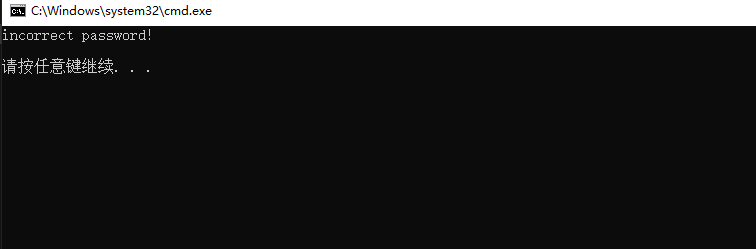 C:\Windows\system32\cmd.exe
incorrect password!
请按任意键继续. . .